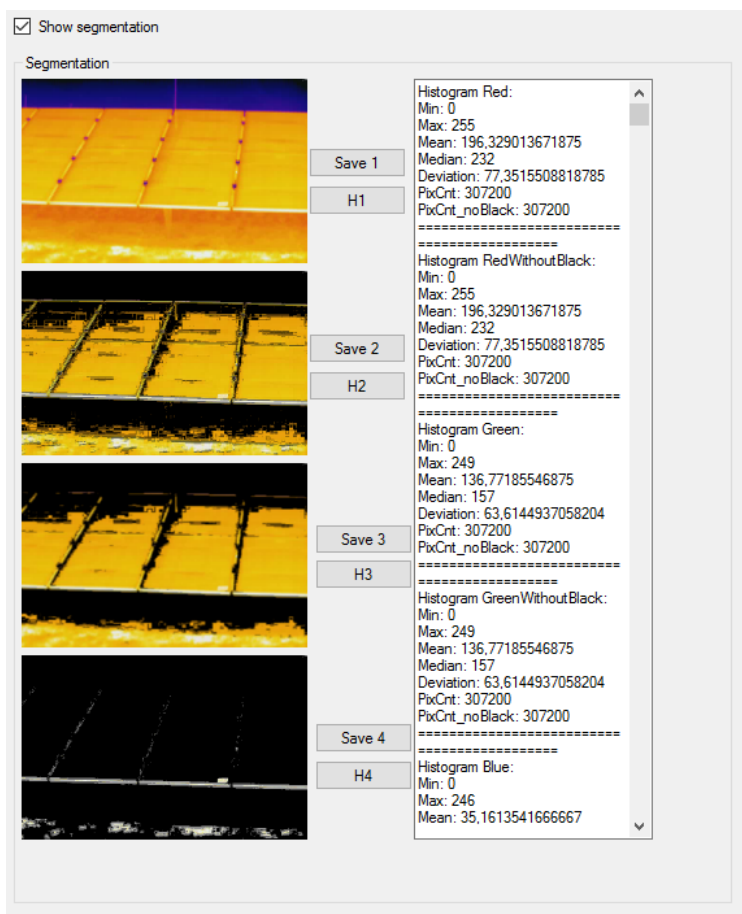 Show segmentation
Segmentation
Save 1
H1
Save 2
H2
Save 3
H3
Save 4
H4
Histogram Red:
Min: 0
Max: 255
Mean: 196,329013671875
Median: 232
Deviation: 77,3515508818785
PixCnt: 307200
PixCnt_noBlack: 307200
==========================
==================
Histogram RedWithoutBlack:
Min: 0
Max: 255
Mean: 196,329013671875
Median: 232
Deviation: 77,3515508818785
PixCnt: 307200
PixCnt_noBlack: 307200
==========================
==================
Histogram Green:
Min: 0
Max: 249
Mean: 136,77185546875
Median: 157
Deviation: 63,6144937058204
PixCnt: 307200
PixCnt_noBlack: 307200
==========================
==================
Histogram GreenWithoutBlack:
Min: 0
Max: 249
Mean: 136,77185546875
Median: 157
Deviation: 63,6144937058204
PixCnt: 307200
PixCnt_noBlack: 307200
==========================
==================
Histogram Blue:
Min: 0
Max: 246
Mean: 35,1613541666667